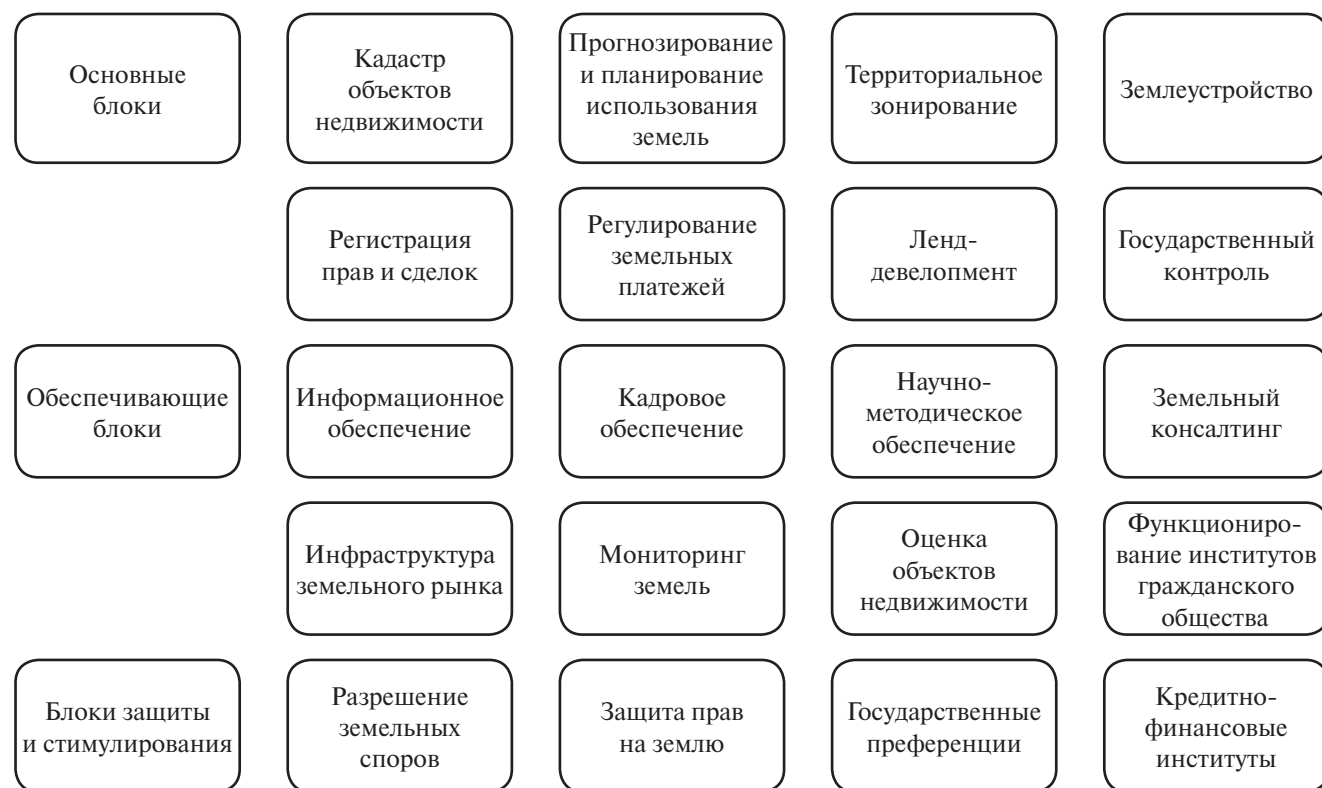 Основные
блоки
Кадастр
объектов
недвижимости
Прогнозирование
и планирование
использования
земель
Территориальное
зонирование
Землеустройство
Регистрация
прав и сделок
Регулирование
земельных
платежей
Ленд-
девелопмент
Государственный
контроль
Обеспечивающие
блоки
Информационное
обеспечение
Кадровое
обеспечение
Научно-
методическое
обеспечение
Земельный
консалтинг
Инфраструктура
земельного рынка
Мониторинг
земель
Оценка
объектов
недвижимости
Функциониро-
вание институтов
гражданского
общества
Блоки защиты
и стимулирования
Разрешение
земельных
споров
Защита прав
на землю
Государственные
преференции
Кредитно-
финансовые
институты